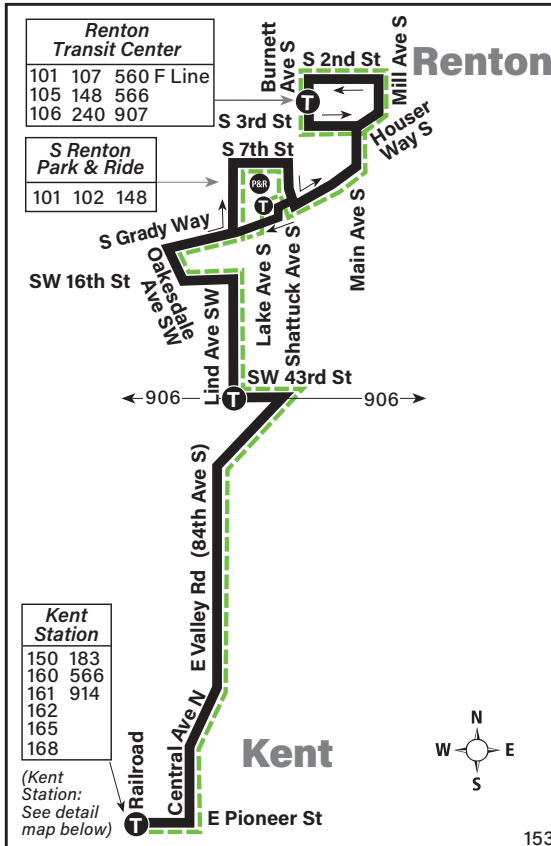 Renton
Transit Center
101 107 560 F Line
105 148 566
106 240 907
Burnett
Ave S
S 2nd St
Mill Ave S
Renton
T
S 3rd St
Houser
Way S
S Renton
Park & Ride
101 102 148
S 7th St
P&R
T
S Grady Way
Main Ave S
Oakesdale
Ave SW
SW 16th St
Lind Ave SW
Lake Ave S
Shattuck Ave S
SW 43rd St
906
T
906
E Valley Rd (84th Ave S)
Kent
Station
150 183
160 566
161 914
162
165
168
(Kent
Station:
See detail
map below)
Railroad
Central Ave N
Kent
T
E Pioneer St
N
W E
S
153